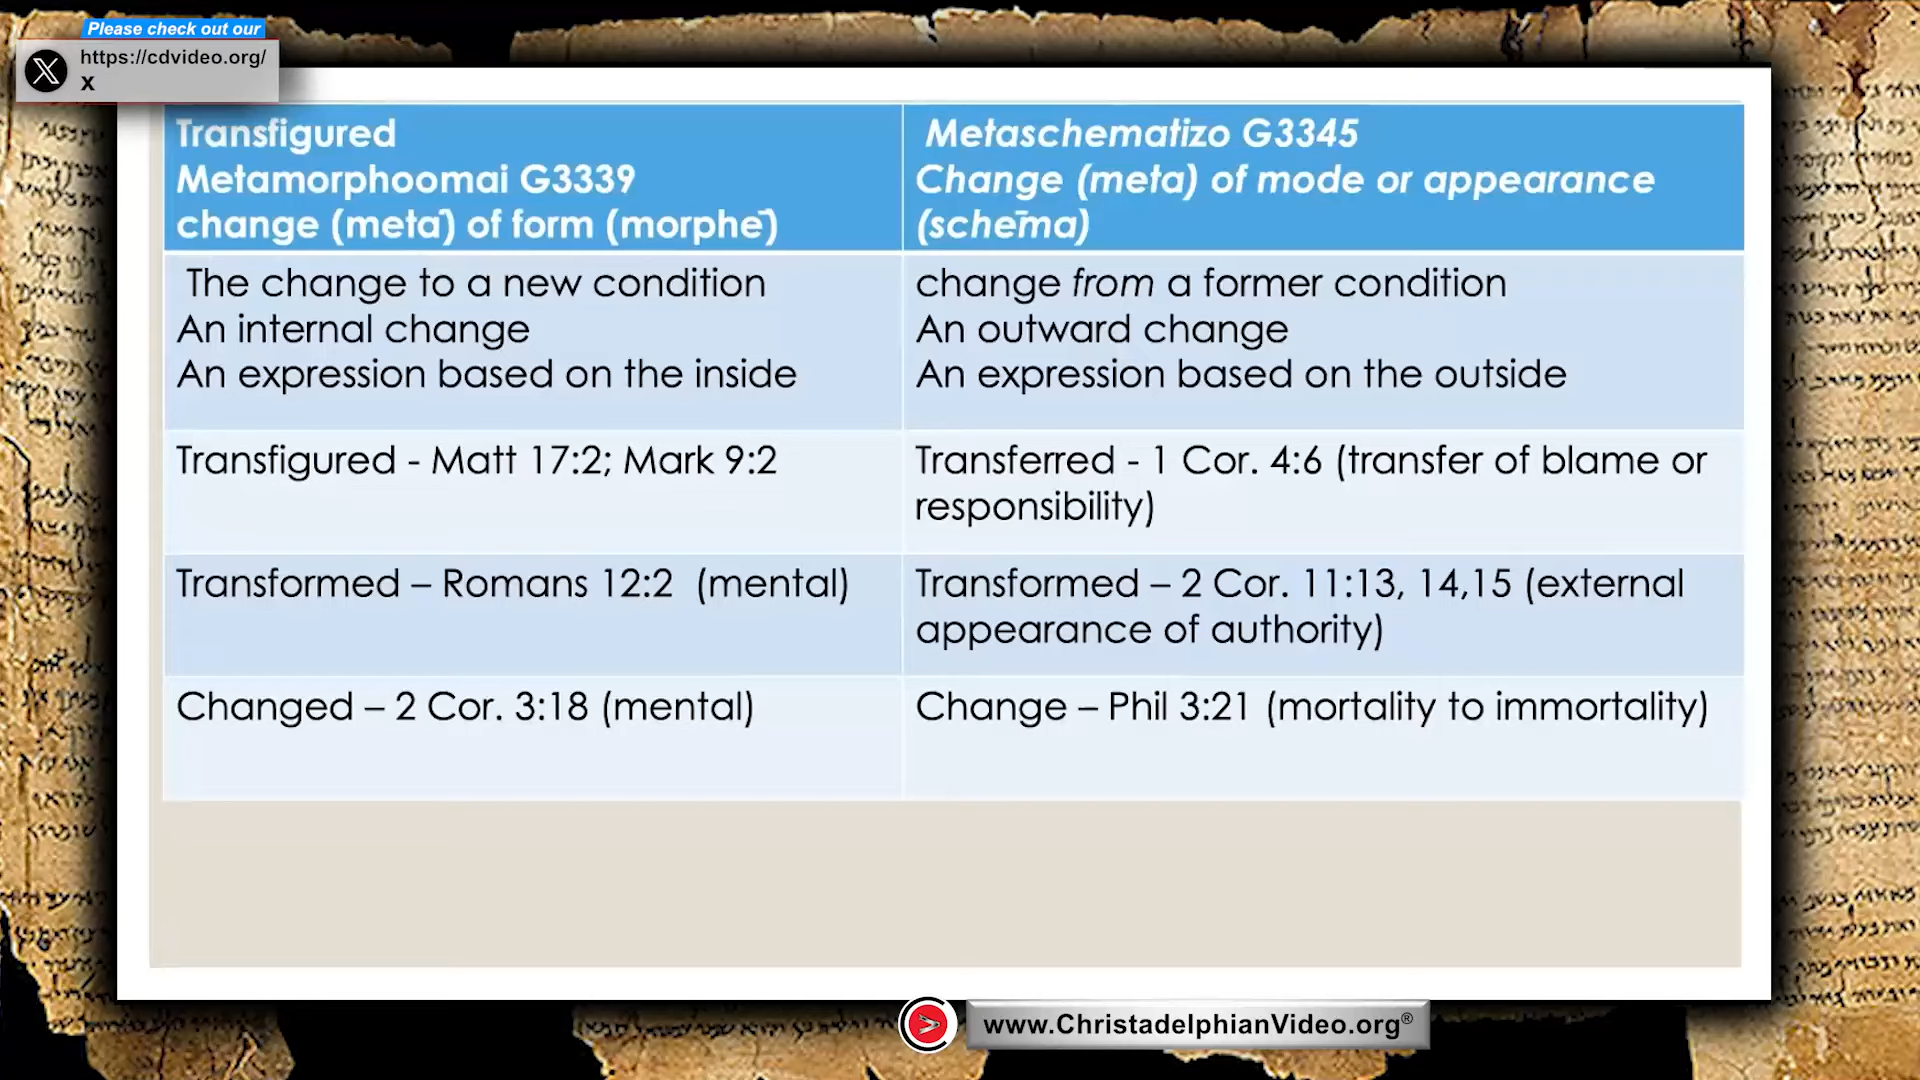 Please check out our
https://cdvideo.org/
x
Transfigured
Metamorphoomai G3339
change (metā) of form (morphē)
Metaschematizo G3345
Change (meta) of mode or appearance
(schēma)
The change to a new condition
An internal change
An expression based on the inside
change from a former condition
An outward change
An expression based on the outside
Transfigured - Matt 17:2; Mark 9:2
Transferred - 1 Cor. 4:6 (transfer of blame or
responsibility)
Transformed – Romans 12:2 (mental)
Transformed – 2 Cor. 11:13, 14,15 (external
appearance of authority)
Changed – 2 Cor. 3:18 (mental)
Change – Phil 3:21 (mortality to immortality)
www.ChristadelphianVideo.org®